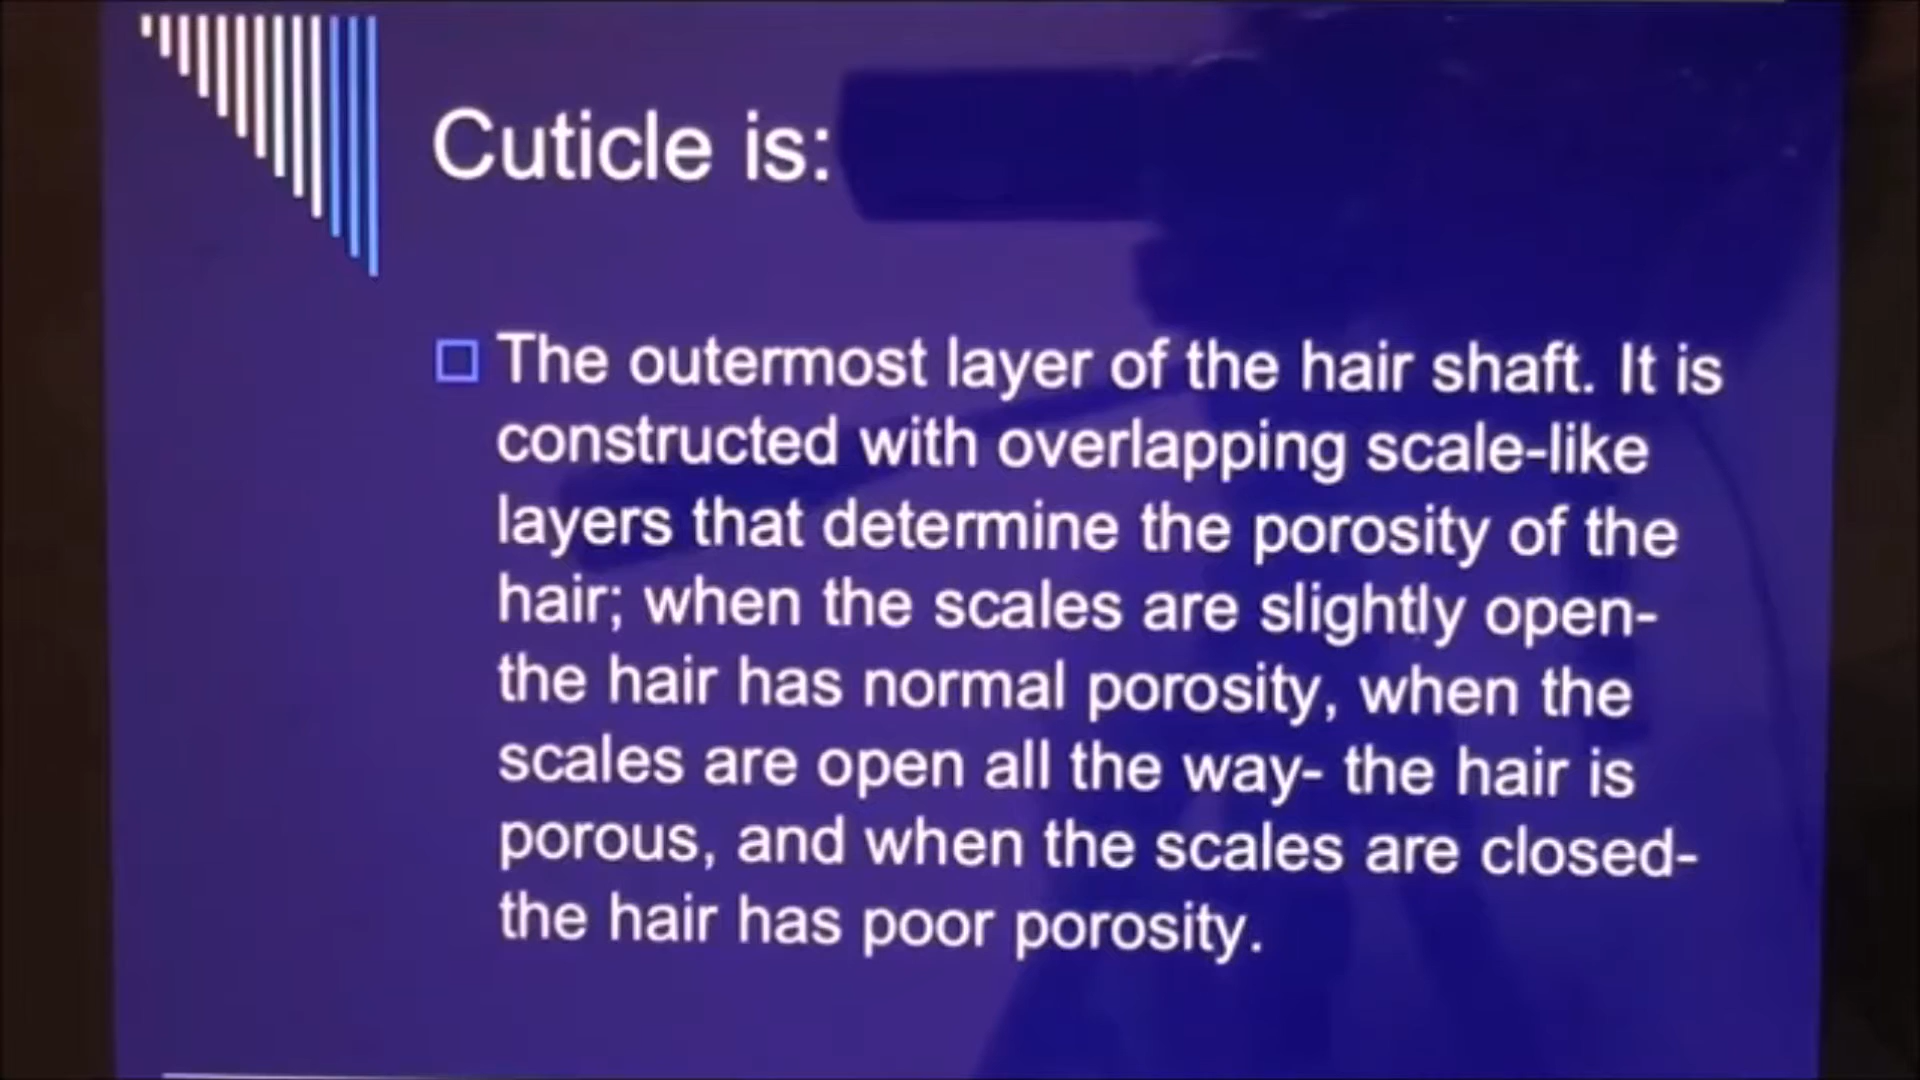 Cuticle is:
The outermost layer of the hair shaft. It is
constructed with overlapping scale-like
layers that determine the porosity of the
hair; when the scales are slightly open-
the hair has normal porosity, when the
scales are open all the way- the hair is
porous, and when the scales are closed-
the hair has poor porosity.